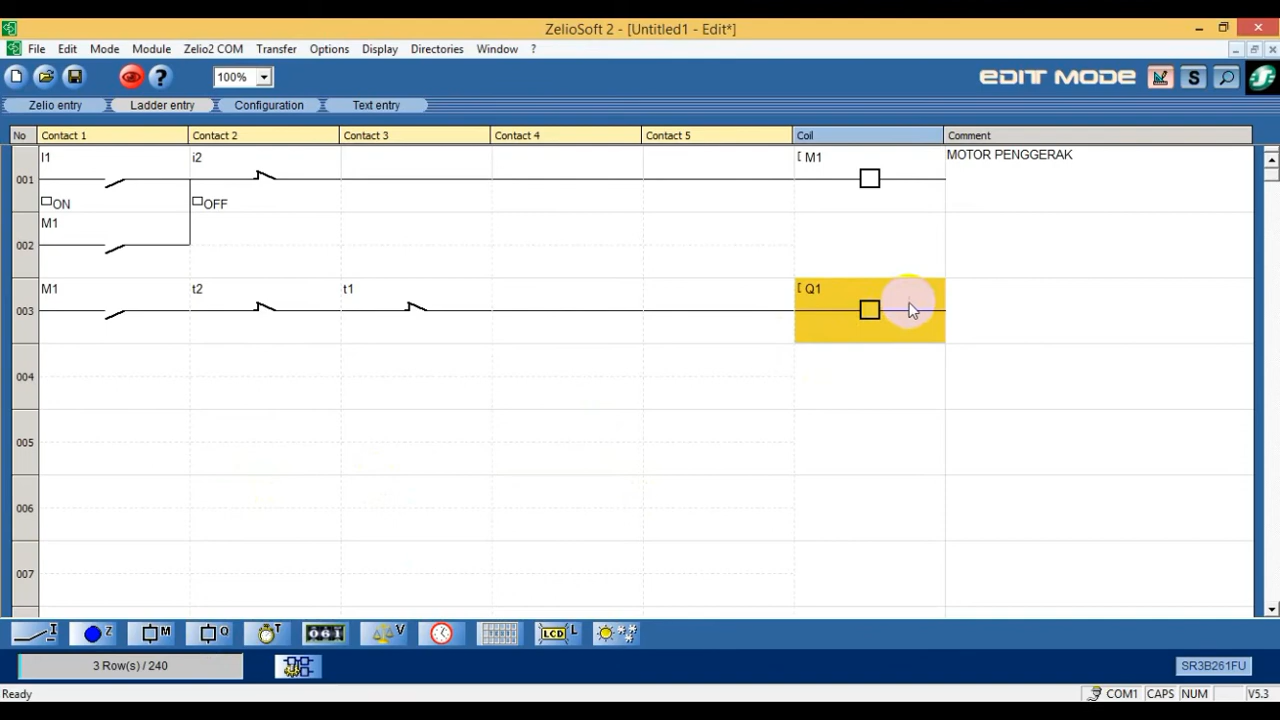 ZelioSoft 2 - [Untitled1 - Edit*]
File Edit Mode Module Zelio2 COM Transfer Options Display Directories Window ?
100% EDIT MODE S
Zelio entry Ladder entry Configuration Text entry
No Contact 1 Contact 2 Contact 3 Contact 4 Contact 5 Coil Comment
I1 i2 [ M1 MOTOR PENGGERAK
001
ON OFF
M1
002
M1 t2 t1 [ Q1
003
004
005
006
007
I Z M Q T 061 V LCD L
3 Row(s) / 240 SR3B261FU
Ready COM1 CAPS NUM V5.3